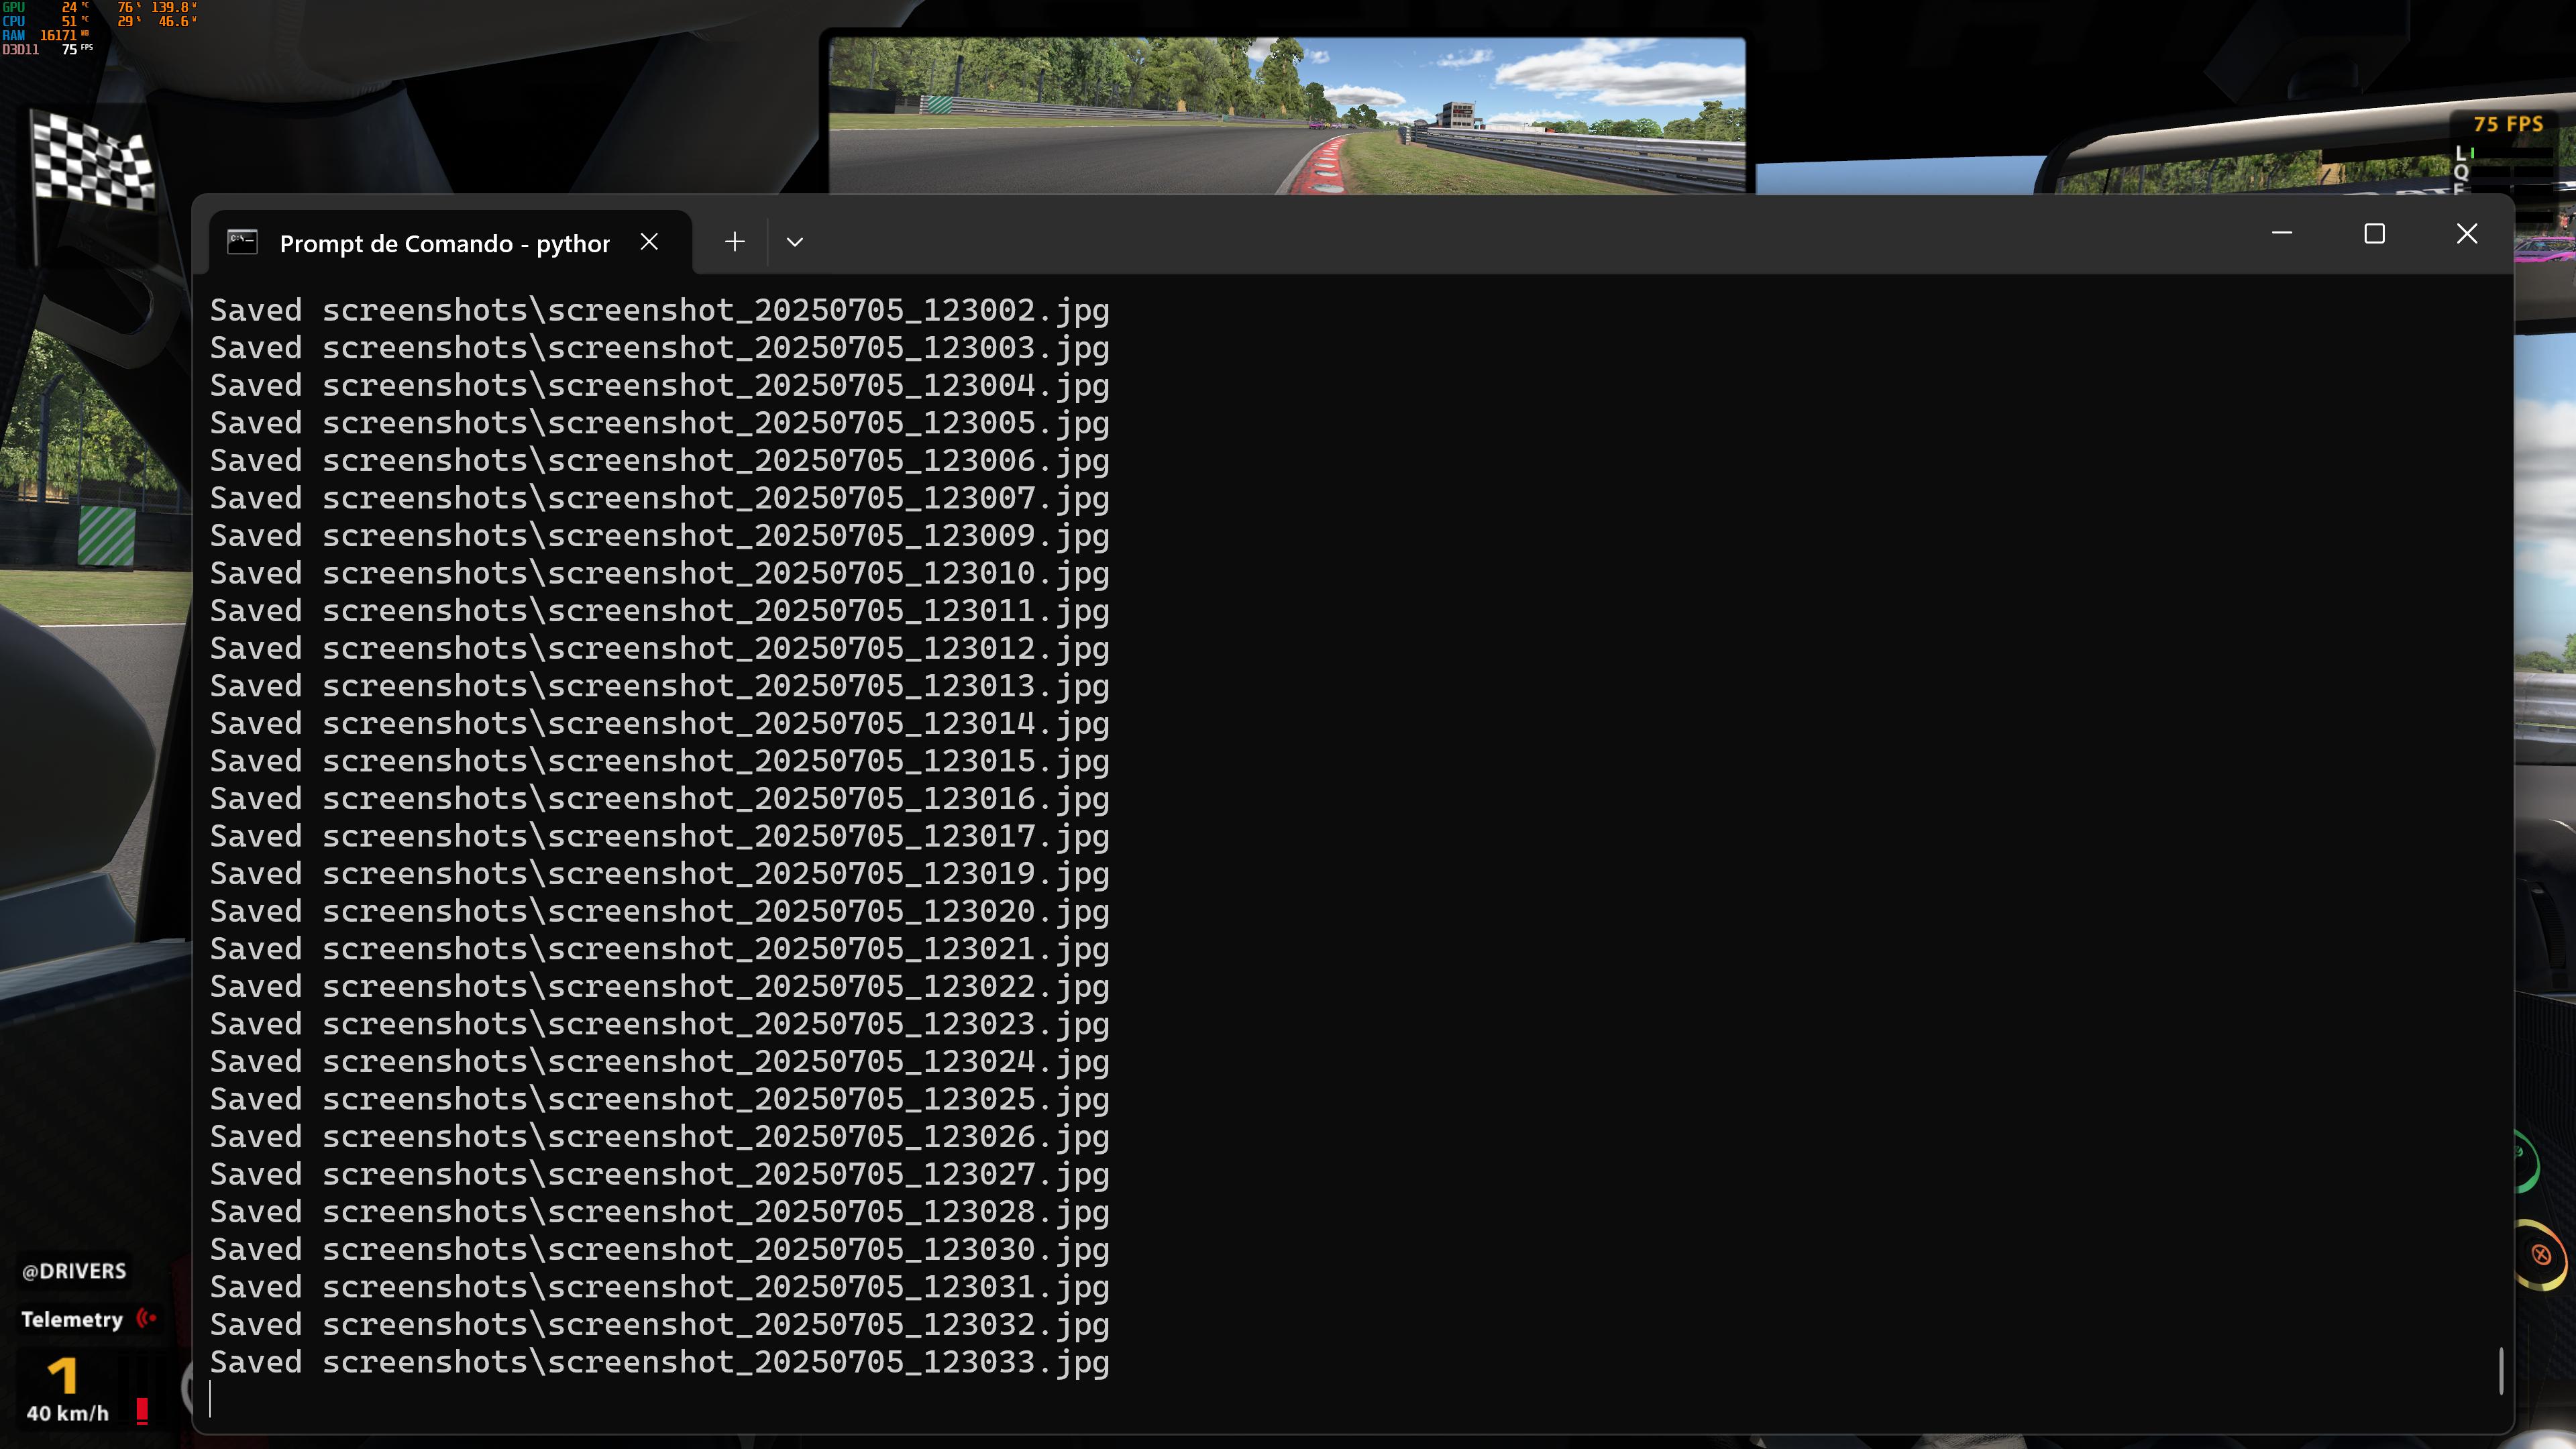 GPU 24 °C 76 % 139.8 W
CPU 51 °C 29 % 46.6 W
RAM 16171 MB
D3D11 75 FPS
75 FPS
L
Q
Prompt de Comando - python
Saved screenshots\screenshot_20250705_123002.jpg
Saved screenshots\screenshot_20250705_123003.jpg
Saved screenshots\screenshot_20250705_123004.jpg
Saved screenshots\screenshot_20250705_123005.jpg
Saved screenshots\screenshot_20250705_123006.jpg
Saved screenshots\screenshot_20250705_123007.jpg
Saved screenshots\screenshot_20250705_123009.jpg
Saved screenshots\screenshot_20250705_123010.jpg
Saved screenshots\screenshot_20250705_123011.jpg
Saved screenshots\screenshot_20250705_123012.jpg
Saved screenshots\screenshot_20250705_123013.jpg
Saved screenshots\screenshot_20250705_123014.jpg
Saved screenshots\screenshot_20250705_123015.jpg
Saved screenshots\screenshot_20250705_123016.jpg
Saved screenshots\screenshot_20250705_123017.jpg
Saved screenshots\screenshot_20250705_123019.jpg
Saved screenshots\screenshot_20250705_123020.jpg
Saved screenshots\screenshot_20250705_123021.jpg
Saved screenshots\screenshot_20250705_123022.jpg
Saved screenshots\screenshot_20250705_123023.jpg
Saved screenshots\screenshot_20250705_123024.jpg
Saved screenshots\screenshot_20250705_123025.jpg
Saved screenshots\screenshot_20250705_123026.jpg
Saved screenshots\screenshot_20250705_123027.jpg
Saved screenshots\screenshot_20250705_123028.jpg
Saved screenshots\screenshot_20250705_123030.jpg
Saved screenshots\screenshot_20250705_123031.jpg
Saved screenshots\screenshot_20250705_123032.jpg
Saved screenshots\screenshot_20250705_123033.jpg
@DRIVERS
Telemetry
1
40 km/h